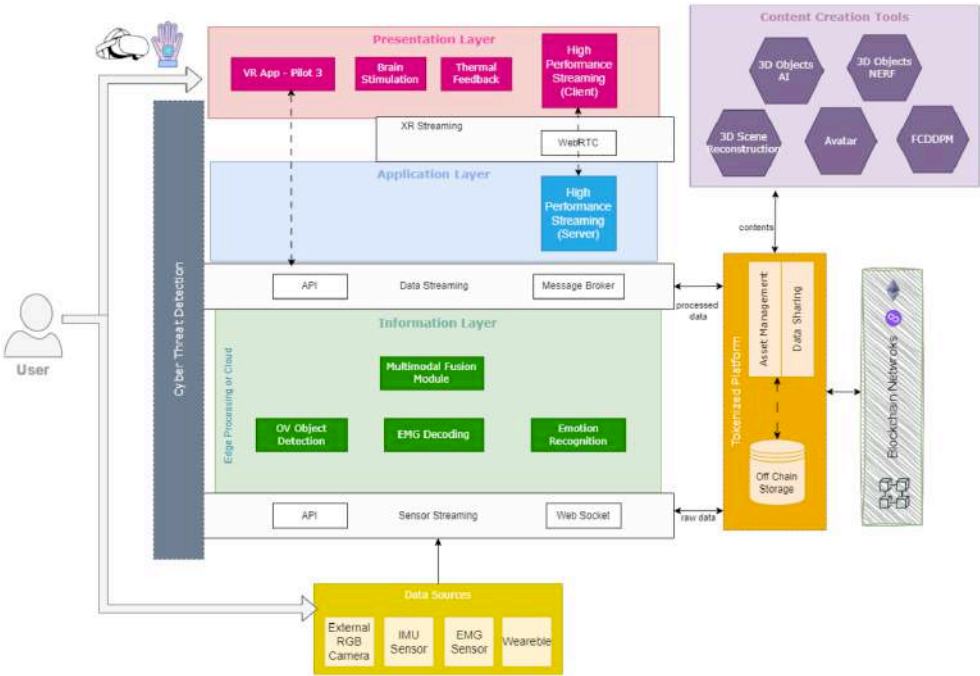 Presentation Layer
VR App - Pilot 3
Brain
Stimulation
Thermal
Feedback
High
Performance
Streaming
(Client)
XR Streaming
WebRTC
Application Layer
High
Performance
Streaming
(Server)
API
Data Streaming
Message Broker
Information Layer
Multimodal Fusion
Module
OV Object
Detection
EMG Decoding
Emotion
Recognition
Edge Processing or Cloud
API
Sensor Streaming
Web Socket
Cyber Threat Detection
User
Data Sources
External
RGB
Camera
IMU
Sensor
EMG
Sensor
Weareble
Content Creation Tools
3D Objects
AI
3D Objects
NERF
3D Scene
Reconstruction
Avatar
FCDDPM
contents
processed
data
raw data
Tokenized Platform
Asset Management
Data Sharing
Off Chain
Storage
Blockchain Netwroks